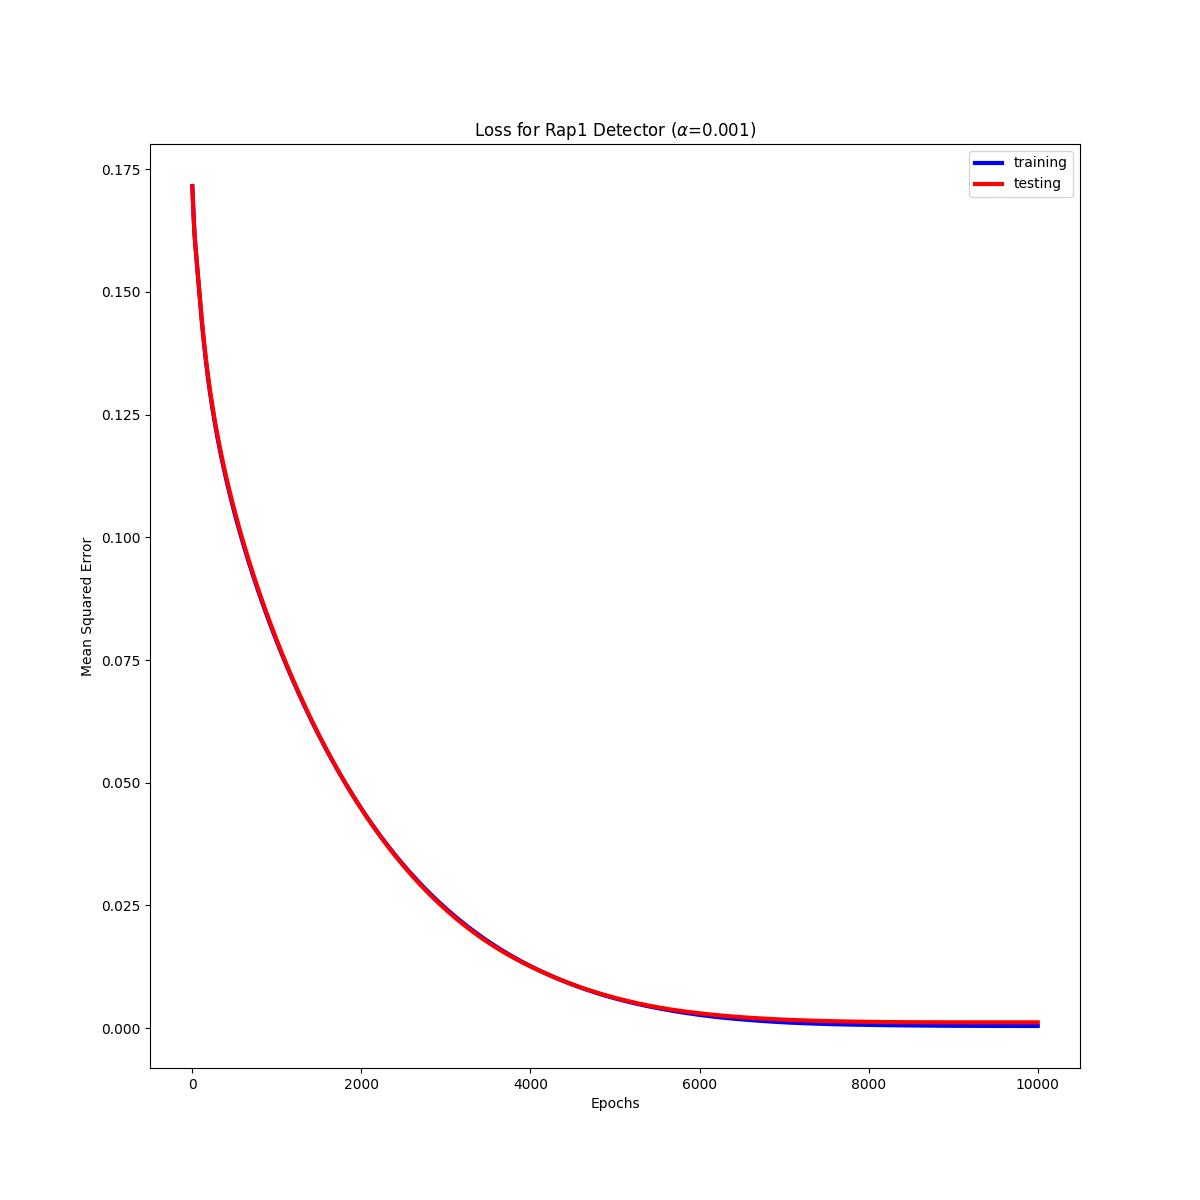 Loss for Rap1 Detector (α=0.001)
training
testing
Mean Squared Error
0.175
0.150
0.125
0.100
0.075
0.050
0.025
0.000
0 2000 4000 6000 8000 10000
Epochs